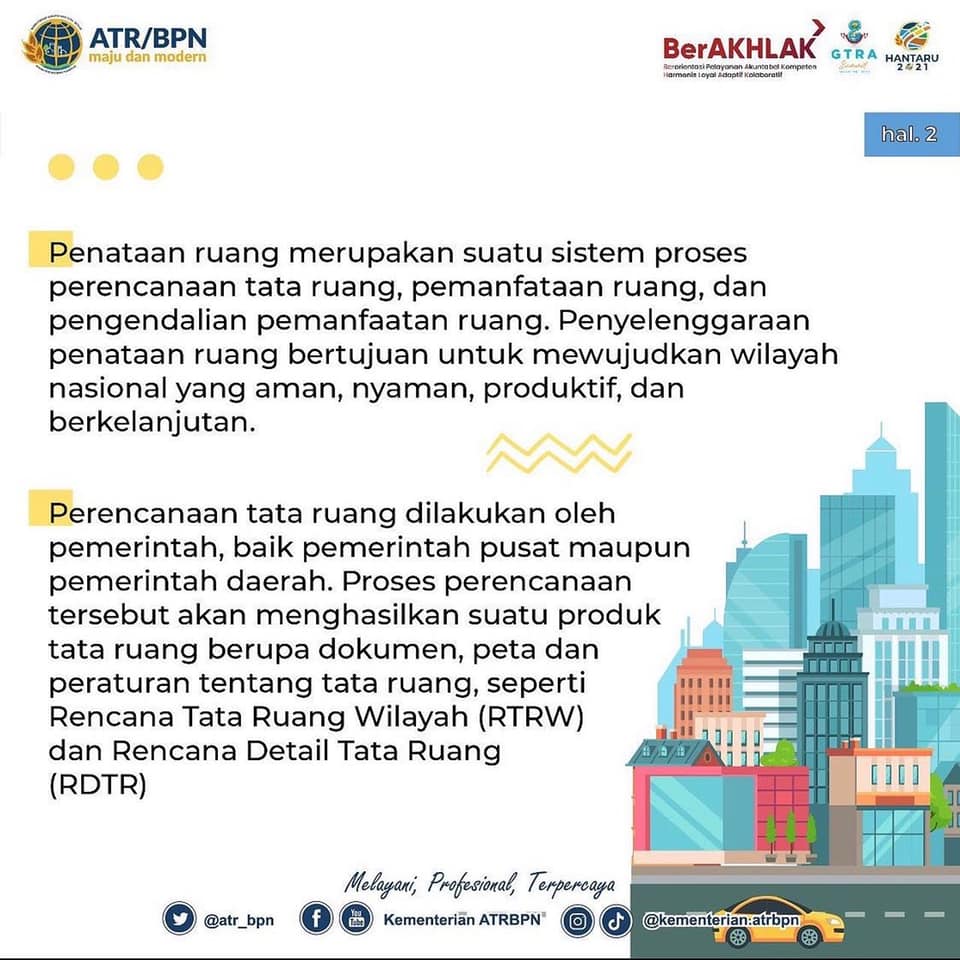 ATR/BPN
maju dan modern
BerAKHLAK
Berorientasi Pelayanan Akuntabel Kompeten
Harmonis Loyal Adaptif Kolaboratif
GTRA
Summit
HANTARU
2021
hal. 2
Penataan ruang merupakan suatu sistem proses
perencanaan tata ruang, pemanfataan ruang, dan
pengendalian pemanfaatan ruang. Penyelenggaraan
penataan ruang bertujuan untuk mewujudkan wilayah
nasional yang aman, nyaman, produktif, dan
berkelanjutan.
Perencanaan tata ruang dilakukan oleh
pemerintah, baik pemerintah pusat maupun
pemerintah daerah. Proses perencanaan
tersebut akan menghasilkan suatu produk
tata ruang berupa dokumen, peta dan
peraturan tentang tata ruang, seperti
Rencana Tata Ruang Wilayah (RTRW)
dan Rencana Detail Tata Ruang
(RDTR)
Melayani, Profesional, Terpercaya
@atr_bpn
You
Tube
Kementerian ATRBPN
@kementerian.atrbpn